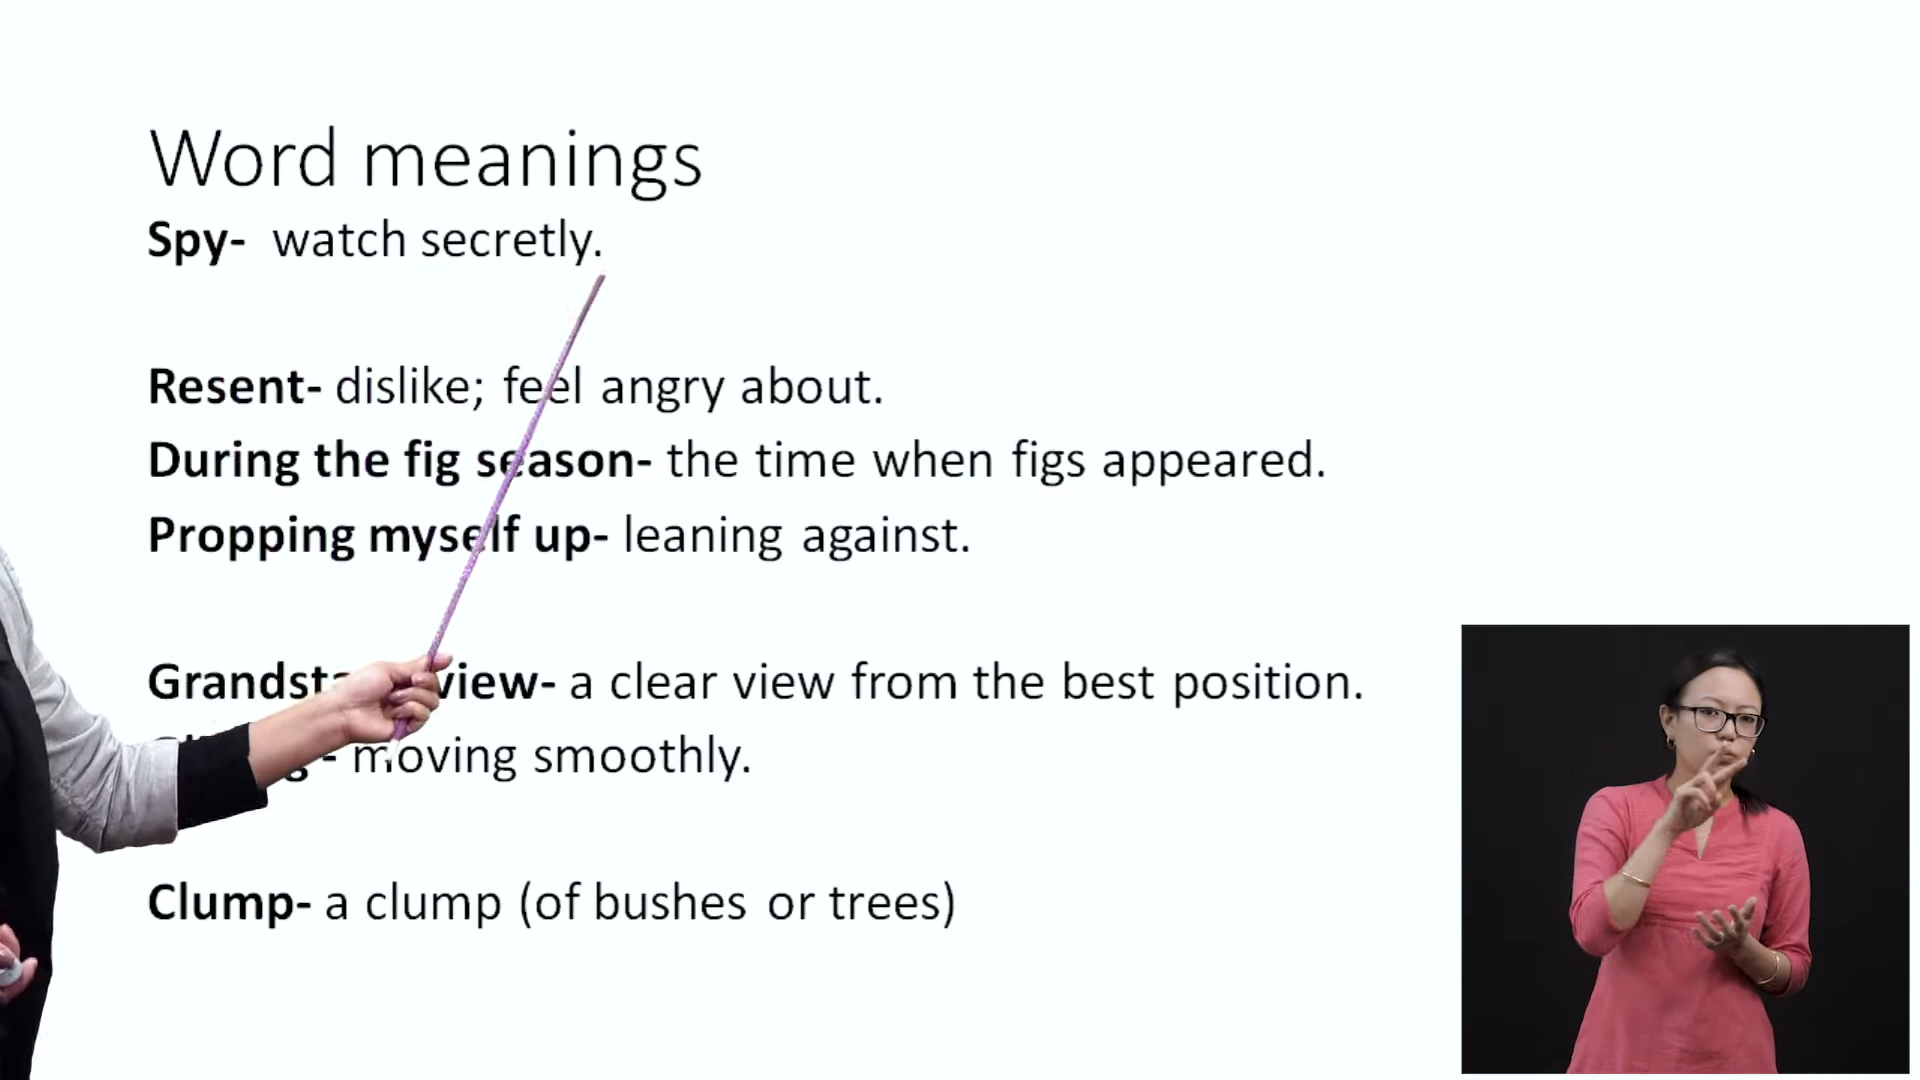 Word meanings
Spy- watch secretly.
Resent- dislike; feel angry about.
During the fig season- the time when figs appeared.
Propping myself up- leaning against.
view- a clear view from the best position.
- moving smoothly.
Clump- a clump (of bushes or trees)